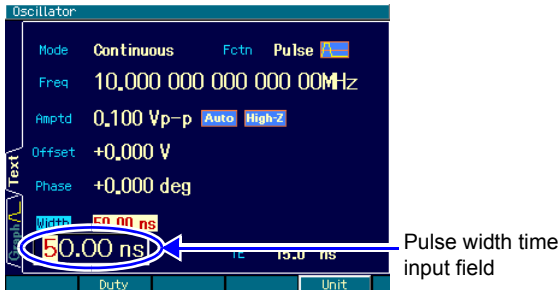 Oscillator
Mode Continuous Fctn Pulse
Freq 10.000 000 000 000 00MHz
Amptd 0.100 Vp-p Auto High-Z
Offset +0.000 V
Phase +0.000 deg
Width 50.00 ns
50.00 ns TE 15.0 ns
Duty Unit
Text
Graph
Pulse width time
input field